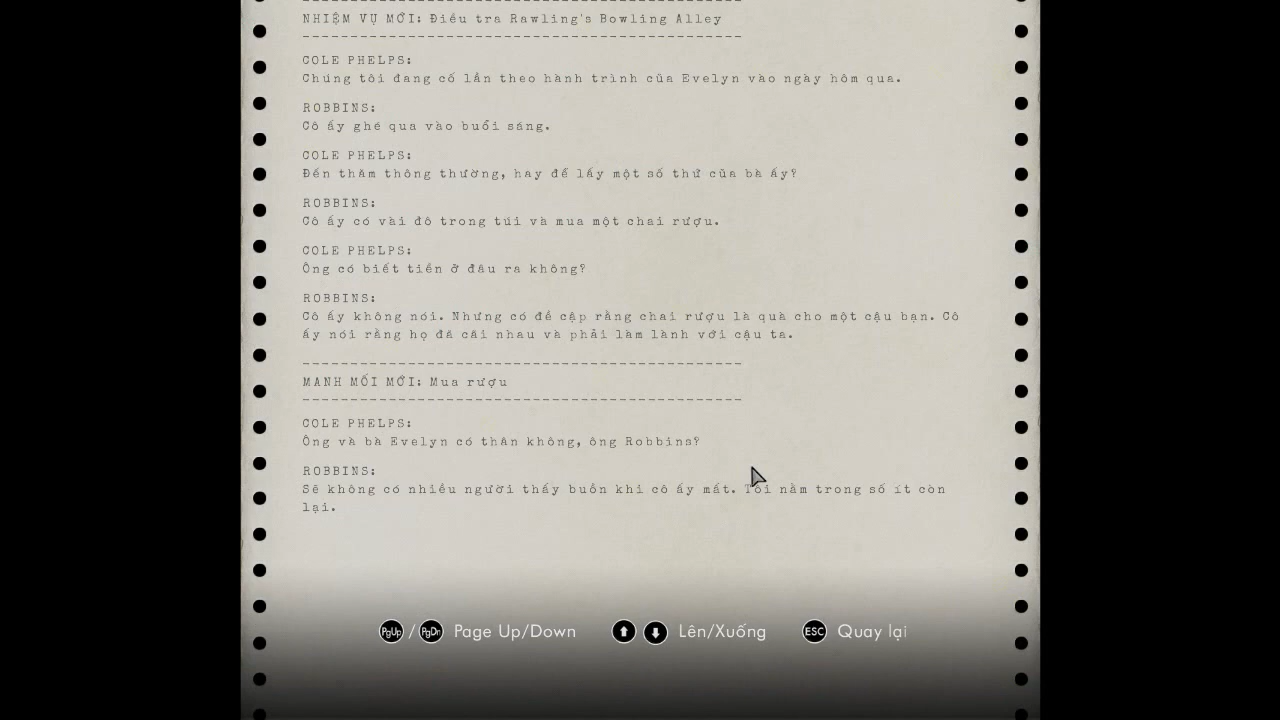 ------------------------------------------------
NHIỆM VỤ MỚI: Điều tra Rawling's Bowling Alley
------------------------------------------------
COLE PHELPS:
Chúng tôi đang cố lần theo hành trình của Evelyn vào ngày hôm qua.
ROBBINS:
Cô ấy ghé qua vào buổi sáng.
COLE PHELPS:
Đến thăm thông thường, hay để lấy một số thứ của bà ấy?
ROBBINS:
Cô ấy có vài đô trong túi và mua một chai rượu.
COLE PHELPS:
Ông có biết tiền ở đâu ra không?
ROBBINS:
Cô ấy không nói. Nhưng có đề cập rằng chai rượu là quà cho một cậu bạn. Cô
ấy nói rằng họ đã cãi nhau và phải làm lành với cậu ta.
------------------------------------------------
MANH MỐI MỚI: Mua rượu
------------------------------------------------
COLE PHELPS:
Ông và bà Evelyn có thân không, ông Robbins?
ROBBINS:
Sẽ không có nhiều người thấy buồn khi cô ấy mất. Tôi nằm trong số ít còn
lại.
PgUp / PgDn Page Up/Down Lên/Xuống ESC Quay lại